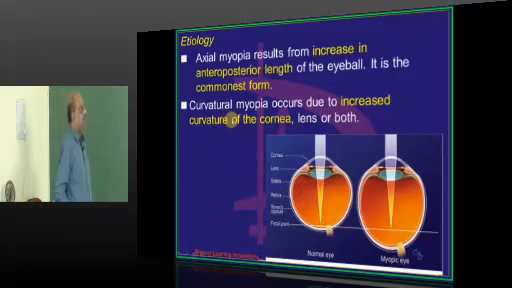 Etiology
Axial myopia results from increase in
anteroposterior length of the eyeball. It is the
commonest form.
Curvatural myopia occurs due to increased
curvature of the cornea, lens or both.
Cornea
Lens
Retina
Focal point
Normal eye
Myopic eye